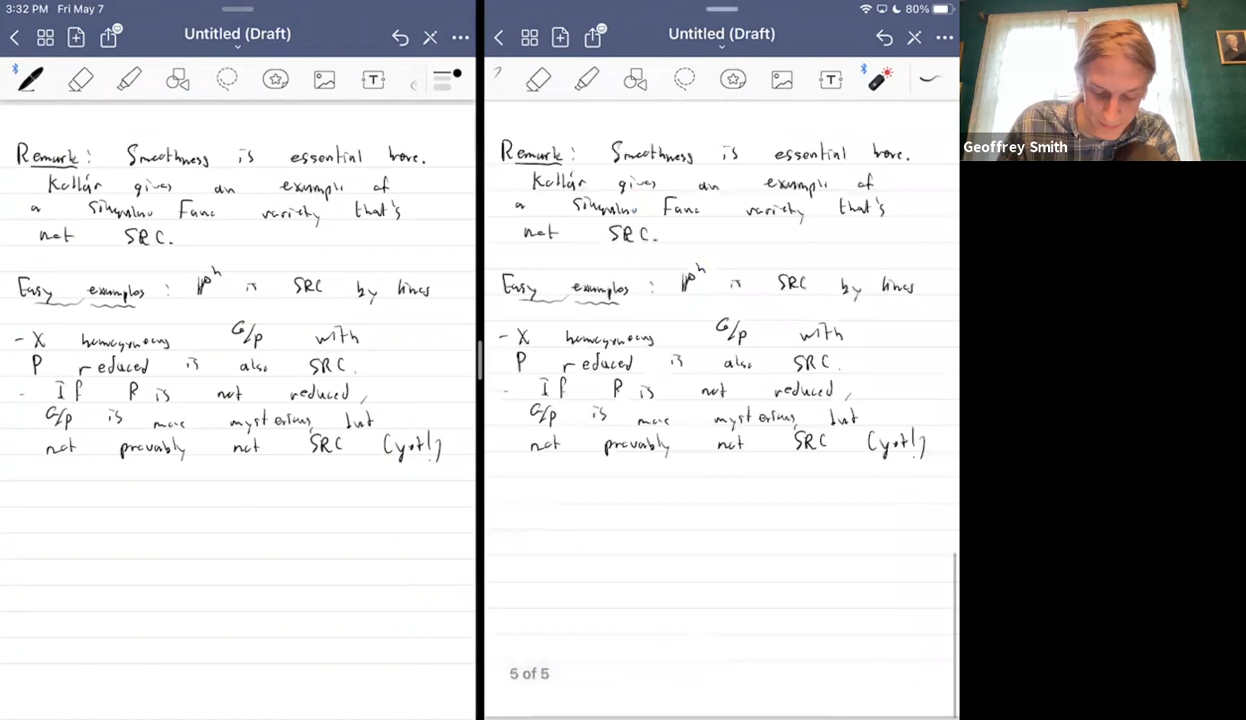 3:32 PM Fri May 7
80%
Untitled (Draft)
Untitled (Draft)
T
T
Remark: Smoothness is essential here.
Kollár gives an example of
a singular Fano variety that's
not SRC.
Easy examples: ℙⁿ is SRC by lines
- X homogeneous G/P with
P reduced is also SRC.
- If P is not reduced,
G/P is more mysterious, but
not provably not SRC (yet!)
Remark: Smoothness is essential here.
Kollár gives an example of
a singular Fano variety that's
not SRC.
Easy examples: ℙⁿ is SRC by lines
- X homogeneous G/P with
P reduced is also SRC.
- If P is not reduced,
G/P is more mysterious, but
not provably not SRC (yet!)
5 of 5
Geoffrey Smith